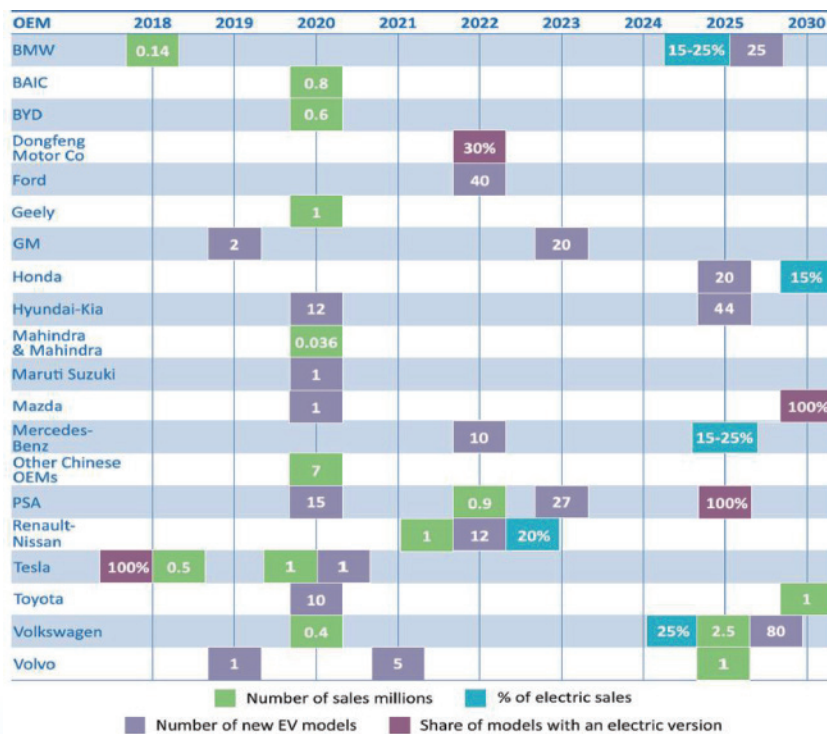 OEM 2018 2019 2020 2021 2022 2023 2024 2025 2030
BMW 0.14 15-25% 25
BAIC 0.8
BYD 0.6
Dongfeng
Motor Co 30%
Ford 40
Geely 1
GM 2 20
Honda 20 15%
Hyundai-Kia 12 44
Mahindra
& Mahindra 0.036
Maruti Suzuki 1
Mazda 1 100%
Mercedes-
Benz 10 15-25%
Other Chinese
OEMs 7
PSA 15 0.9 27 100%
Renault-
Nissan 1 12 20%
Tesla 100% 0.5 1 1
Toyota 10 1
Volkswagen 0.4 25% 2.5 80
Volvo 1 5 1
Number of sales millions % of electric sales
Number of new EV models Share of models with an electric version